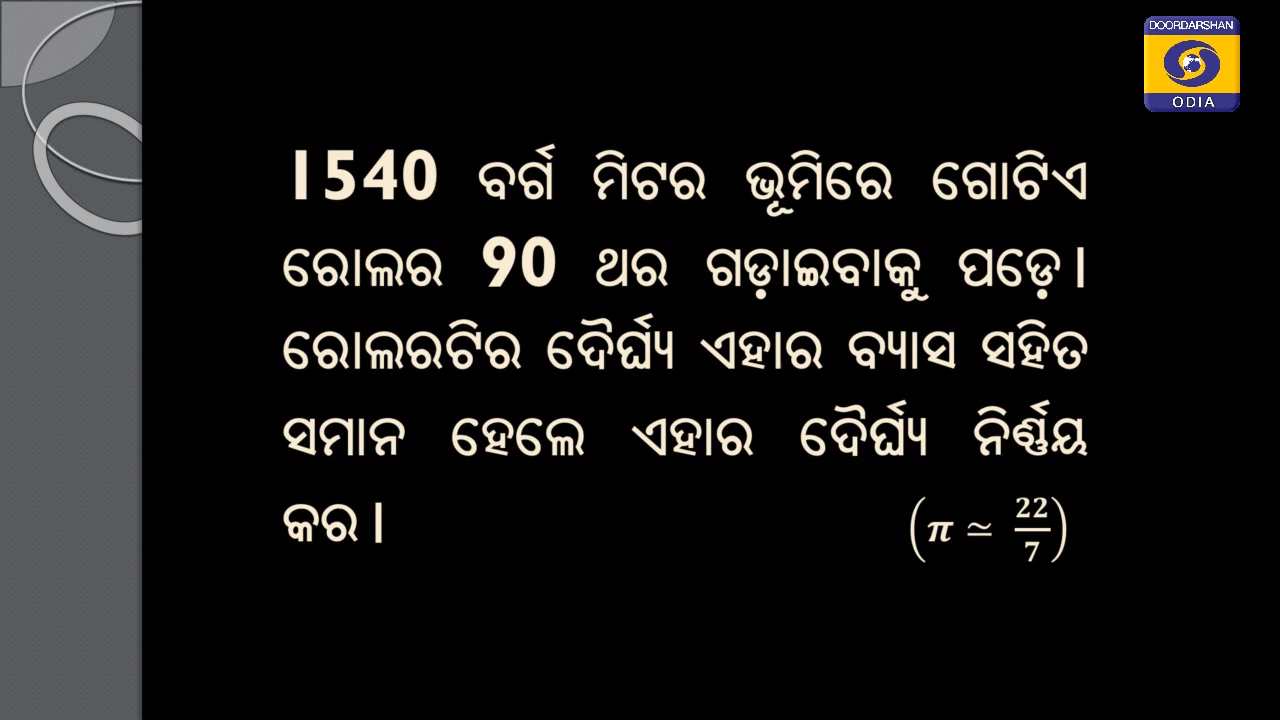 DOORDARSHAN
ODIA
1540 ବର୍ଗ ମିଟର ଭୂମିରେ ଗୋଟିଏ
ରୋଲର 90 ଥର ଗଡ଼ାଇବାକୁ ପଡ଼େ।
ରୋଲରଟିର ଦୈର୍ଘ୍ୟ ଏହାର ବ୍ୟାସ ସହିତ
ସମାନ ହେଲେ ଏହାର ଦୈର୍ଘ୍ୟ ନିର୍ଣ୍ଣୟ
କର। (π ≃ 22/7)